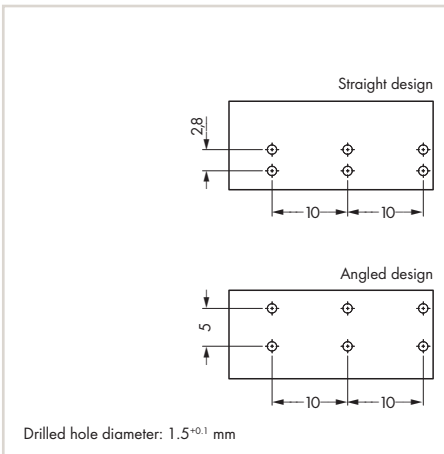 Straight design
2,8
10 10
Angled design
5
10 10
Drilled hole diameter: 1.5⁺⁰·¹ mm